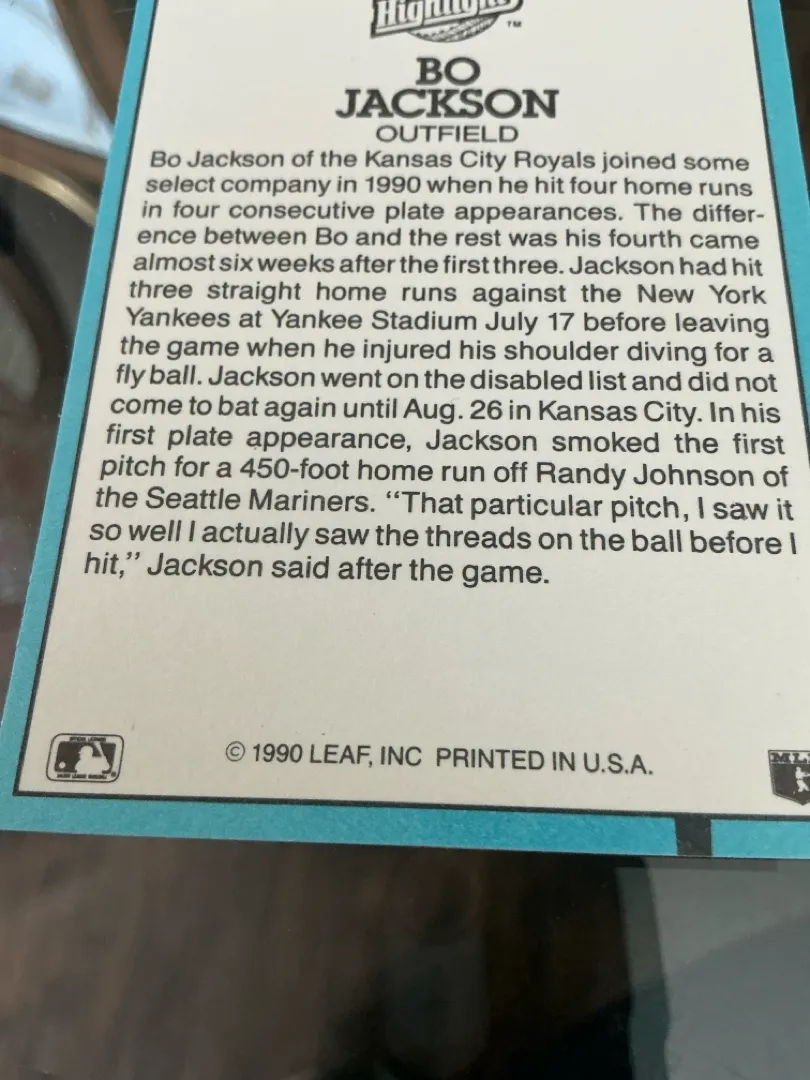 Highlight
TM
BO
JACKSON
OUTFIELD
Bo Jackson of the Kansas City Royals joined some
select company in 1990 when he hit four home runs
in four consecutive plate appearances. The differ-
ence between Bo and the rest was his fourth came
almost six weeks after the first three. Jackson had hit
three straight home runs against the New York
Yankees at Yankee Stadium July 17 before leaving
the game when he injured his shoulder diving for a
fly ball. Jackson went on the disabled list and did not
come to bat again until Aug. 26 in Kansas City. In his
first plate appearance, Jackson smoked the first
pitch for a 450-foot home run off Randy Johnson of
the Seattle Mariners. “That particular pitch, I saw it
so well I actually saw the threads on the ball before I
hit,” Jackson said after the game.
© 1990 LEAF, INC PRINTED IN U.S.A.